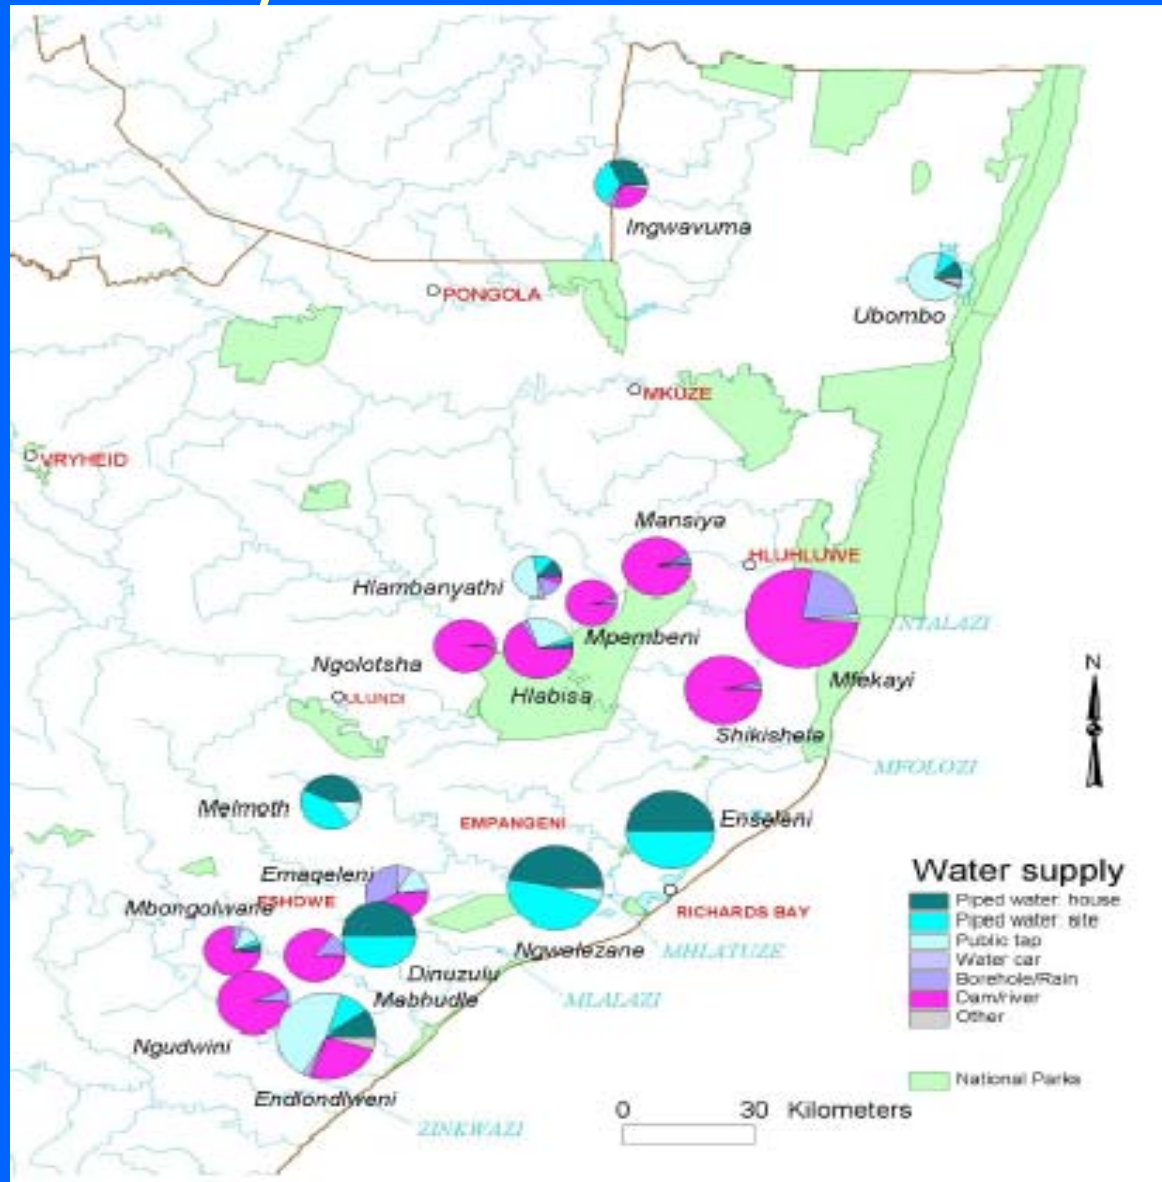 Ingwavuma
PONGOLA
Ubombo
MKUZE
VRYHEID
Mansiya
HLUHLUWE
Hlambanyathi
Mpembeni
NTALAZI
Ngolotsha
Hlabisa
Mfekayi
ULUNDI
Shikishela
N
MFOLOZI
Melmoth
EMPANGENI
Enseleni
Emaqeleni
Mbongolwane
ESHOWE
RICHARDS BAY
Ngwelezane
MHLATUZE
Dinuzulu
Mabhudle
MLALAZI
Ngudwini
Endlondlweni
ZINKWAZI
Water supply
Piped water: house
Piped water: site
Public tap
Water car
Borehole/Rain
Dam/river
Other
National Parks
0 30 Kilometers